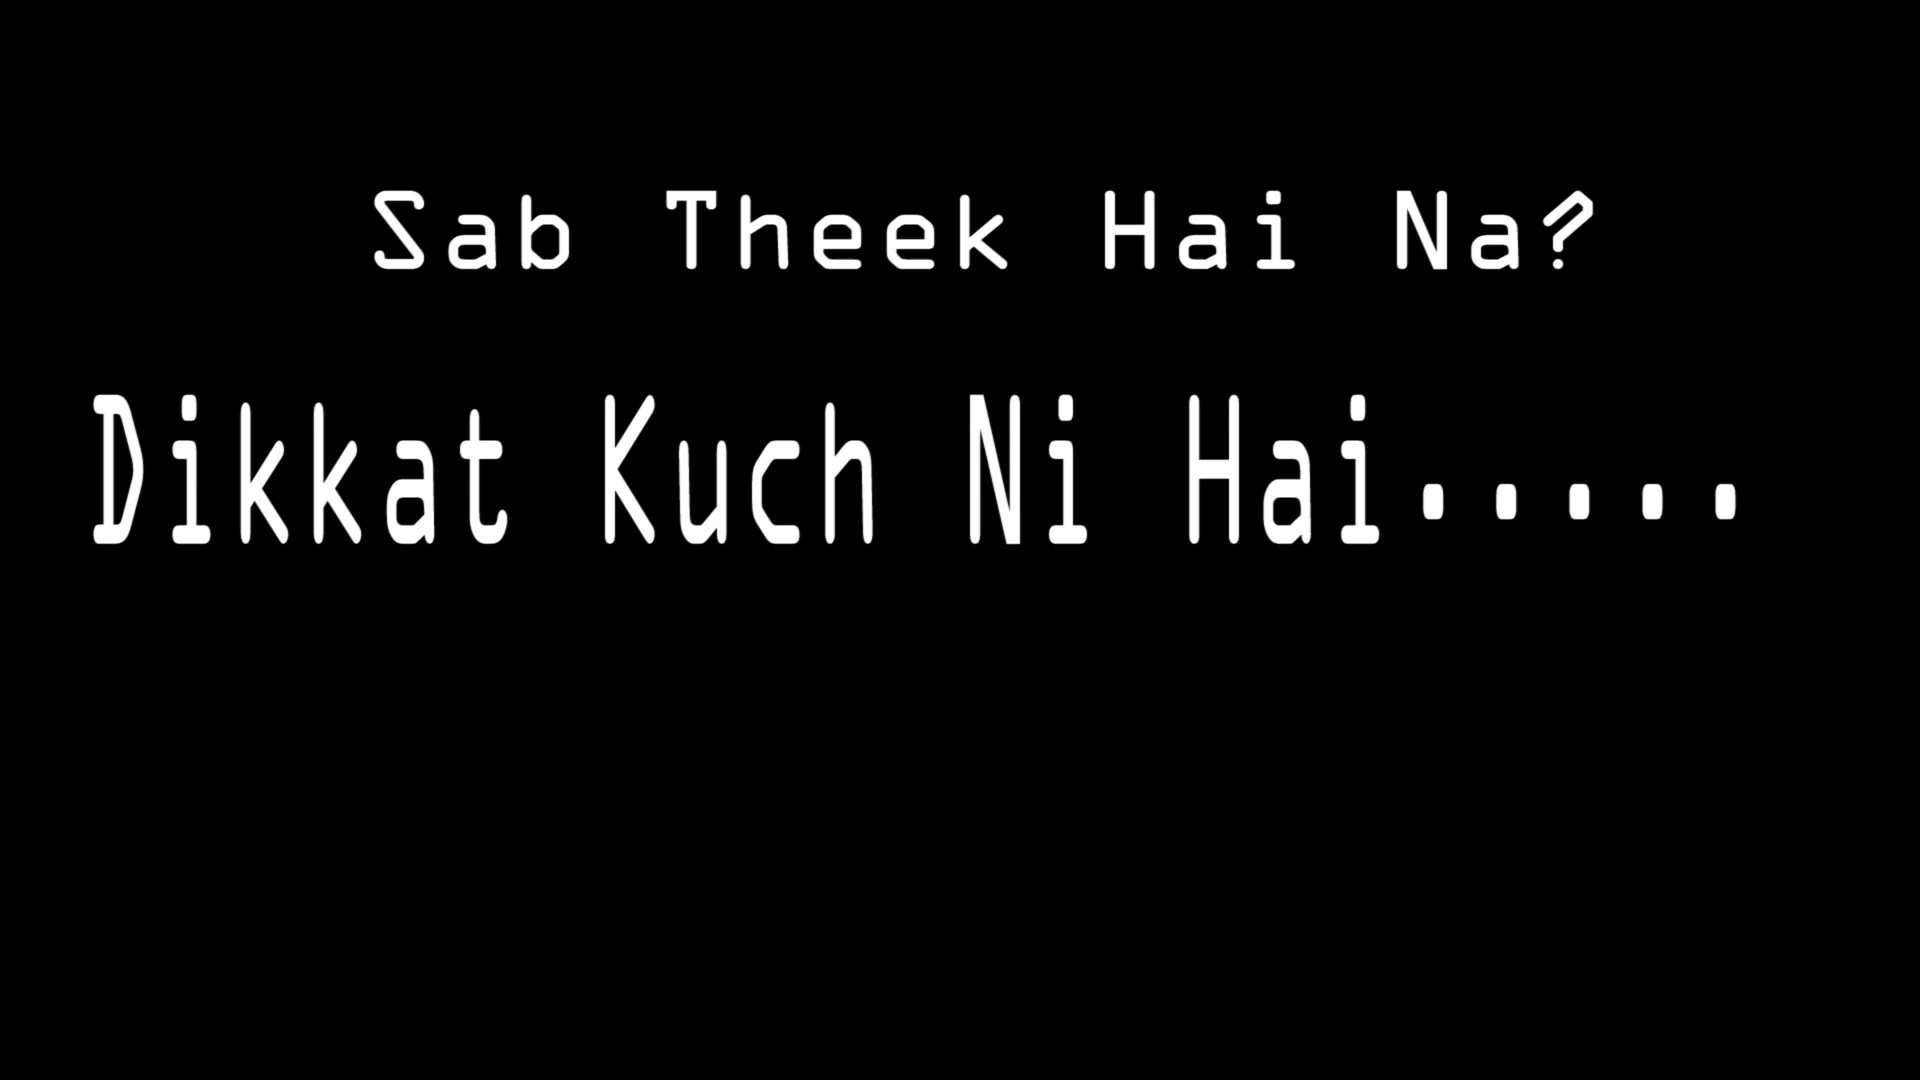 Sab Theek Hai Na?
Dikkat Kuch Ni Hai.....